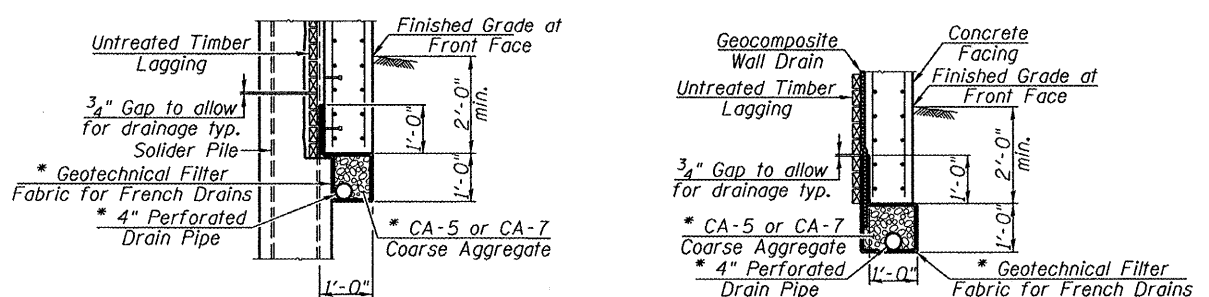 Untreated Timber
Lagging
3/4" Gap to allow
for drainage typ.
Solider Pile
* Geotechnical Filter
Fabric for French Drains
* 4" Perforated
Drain Pipe
Finished Grade at
Front Face
1'-0"
2'-0"
min.
1'-0"
* CA-5 or CA-7
Coarse Aggregate
1'-0"
Geocomposite
Wall Drain
Untreated Timber
Lagging
3/4" Gap to allow
for drainage typ.
* CA-5 or CA-7
Coarse Aggregate
* 4" Perforated
Drain Pipe
Concrete
Facing
Finished Grade at
Front Face
1'-0"
2'-0"
min.
1'-0"
1'-0"
* Geotechnical Filter
Fabric for French Drains